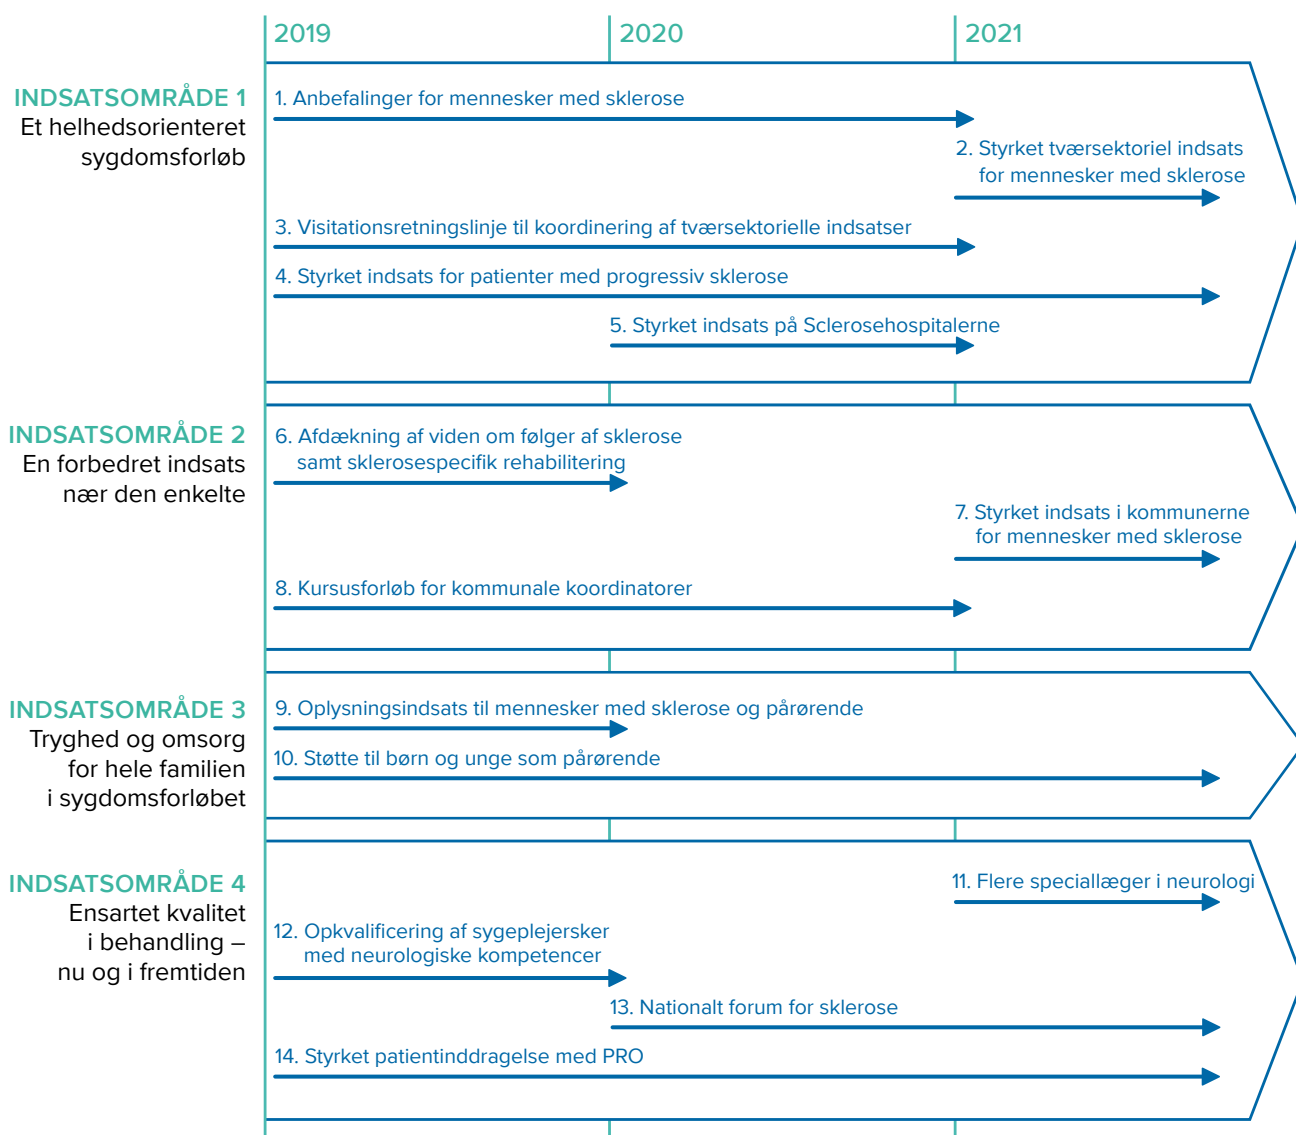 2019
2020
2021
INDSATSOMRÅDE 1
Et helhedsorienteret
sygdomsforløb
1. Anbefalinger for mennesker med sklerose
2. Styrket tværsektoriel indsats
for mennesker med sklerose
3. Visitationsretningslinje til koordinering af tværsektorielle indsatser
4. Styrket indsats for patienter med progressiv sklerose
5. Styrket indsats på Sclerosehospitalerne
INDSATSOMRÅDE 2
En forbedret indsats
nær den enkelte
6. Afdækning af viden om følger af sklerose
samt sklerosespecifik rehabilitering
7. Styrket indsats i kommunerne
for mennesker med sklerose
8. Kursusforløb for kommunale koordinatorer
INDSATSOMRÅDE 3
Tryghed og omsorg
for hele familien
i sygdomsforløbet
9. Oplysningsindsats til mennesker med sklerose og pårørende
10. Støtte til børn og unge som pårørende
INDSATSOMRÅDE 4
Ensartet kvalitet
i behandling –
nu og i fremtiden
11. Flere speciallæger i neurologi
12. Opkvalificering af sygeplejersker
med neurologiske kompetencer
13. Nationalt forum for sklerose
14. Styrket patientinddragelse med PRO